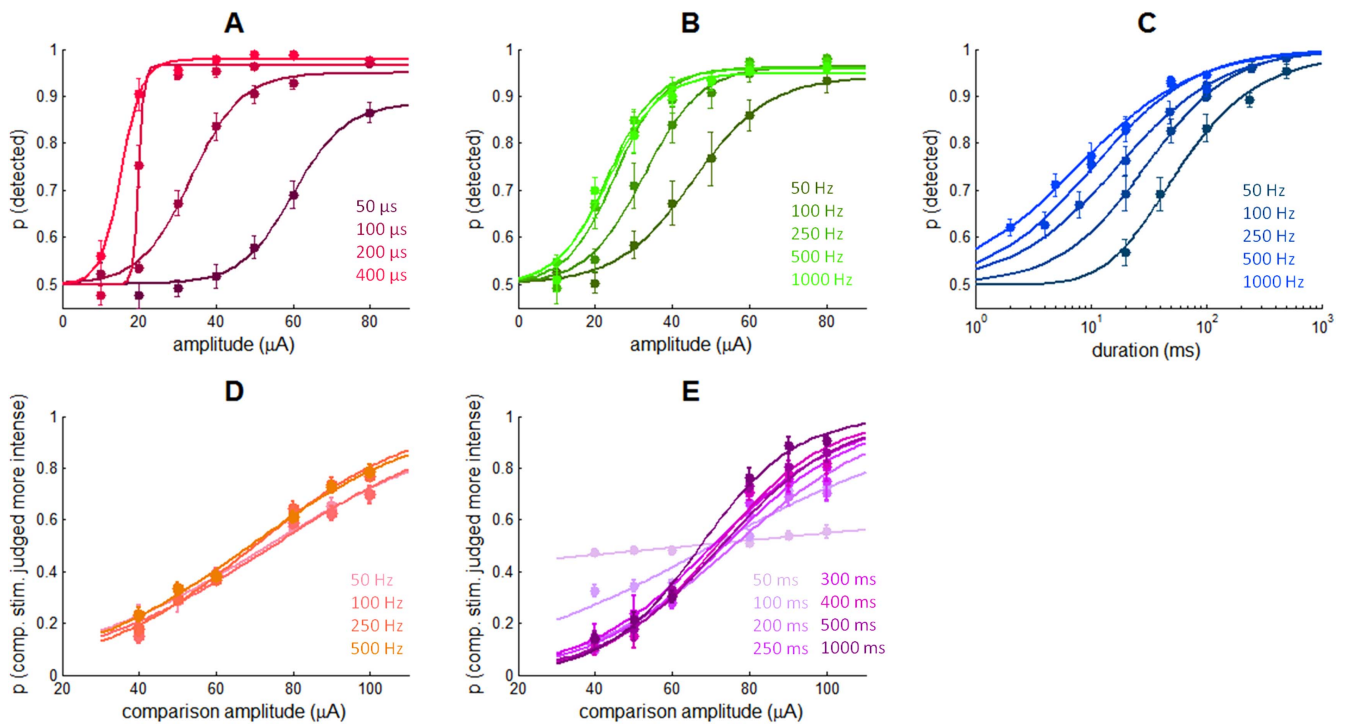 A
p (detected)
1
0.9
0.8
0.7
0.6
0.5
0
20
40
60
80
amplitude (μA)
50 μs
100 μs
200 μs
400 μs
B
p (detected)
1
0.9
0.8
0.7
0.6
0.5
0
20
40
60
80
amplitude (μA)
50 Hz
100 Hz
250 Hz
500 Hz
1000 Hz
C
p (detected)
1
0.9
0.8
0.7
0.6
0.5
10⁰
10¹
10²
10³
duration (ms)
50 Hz
100 Hz
250 Hz
500 Hz
1000 Hz
D
p (comp. stim. judged more intense)
1
0.8
0.6
0.4
0.2
0
20
40
60
80
100
comparison amplitude (μA)
50 Hz
100 Hz
250 Hz
500 Hz
E
p (comp. stim. judged more intense)
1
0.8
0.6
0.4
0.2
0
20
40
60
80
100
comparison amplitude (μA)
50 ms 300 ms
100 ms 400 ms
200 ms 500 ms
250 ms 1000 ms